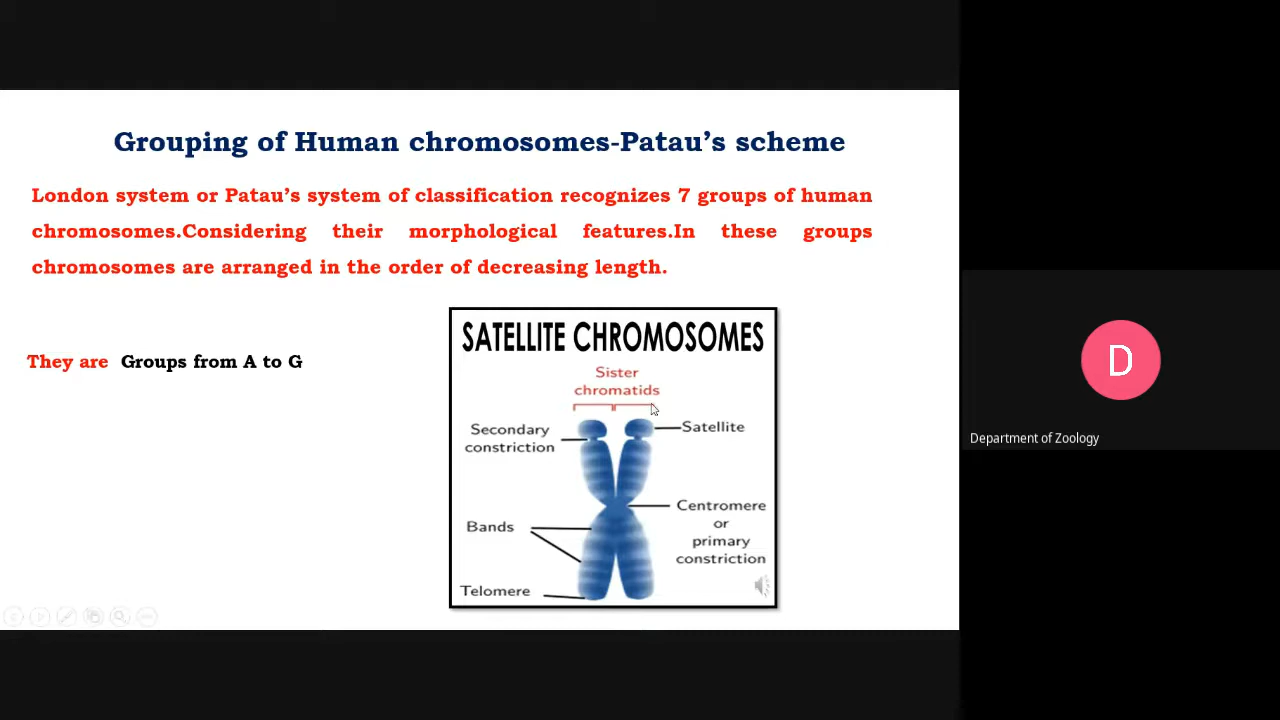 Grouping of Human chromosomes-Patau’s scheme
London system or Patau’s system of classification recognizes 7 groups of human
chromosomes.Considering their morphological features.In these groups
chromosomes are arranged in the order of decreasing length.
They are Groups from A to G
SATELLITE CHROMOSOMES
Sister
chromatids
Secondary
constriction
Satellite
Centromere
or
primary
constriction
Bands
Telomere
D
Department of Zoology